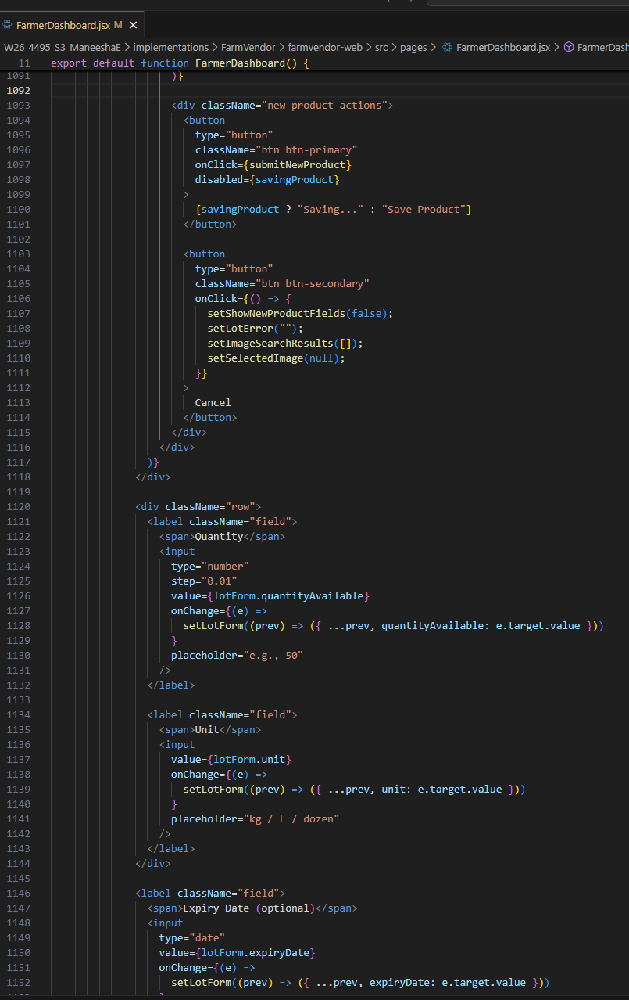 FarmerDashboard.jsx M ✕
W26_4495_S3_ManeeshaE > implementations > FarmVendor > farmvendor-web > src > pages > FarmerDashboard.jsx > FarmerDash
11 export default function FarmerDashboard() {
1091 )}
1092
1093 <div className="new-product-actions">
1094 <button
1095 type="button"
1096 className="btn btn-primary"
1097 onClick={submitNewProduct}
1098 disabled={savingProduct}
1099 >
1100 {savingProduct ? "Saving..." : "Save Product"}
1101 </button>
1102
1103 <button
1104 type="button"
1105 className="btn btn-secondary"
1106 onClick={() => {
1107 setShowNewProductFields(false);
1108 setLotError("");
1109 setImageSearchResults([]);
1110 setSelectedImage(null);
1111 }}
1112 >
1113 Cancel
1114 </button>
1115 </div>
1116 </div>
1117 )}
1118 </div>
1119
1120 <div className="row">
1121 <label className="field">
1122 <span>Quantity</span>
1123 <input
1124 type="number"
1125 step="0.01"
1126 value={lotForm.quantityAvailable}
1127 onChange={(e) =>
1128 setLotForm((prev) => ({ ...prev, quantityAvailable: e.target.value }))
1129 }
1130 placeholder="e.g., 50"
1131 />
1132 </label>
1133
1134 <label className="field">
1135 <span>Unit</span>
1136 <input
1137 value={lotForm.unit}
1138 onChange={(e) =>
1139 setLotForm((prev) => ({ ...prev, unit: e.target.value }))
1140 }
1141 placeholder="kg / L / dozen"
1142 />
1143 </label>
1144 </div>
1145
1146 <label className="field">
1147 <span>Expiry Date (optional)</span>
1148 <input
1149 type="date"
1150 value={lotForm.expiryDate}
1151 onChange={(e) =>
1152 setLotForm((prev) => ({ ...prev, expiryDate: e.target.value }))